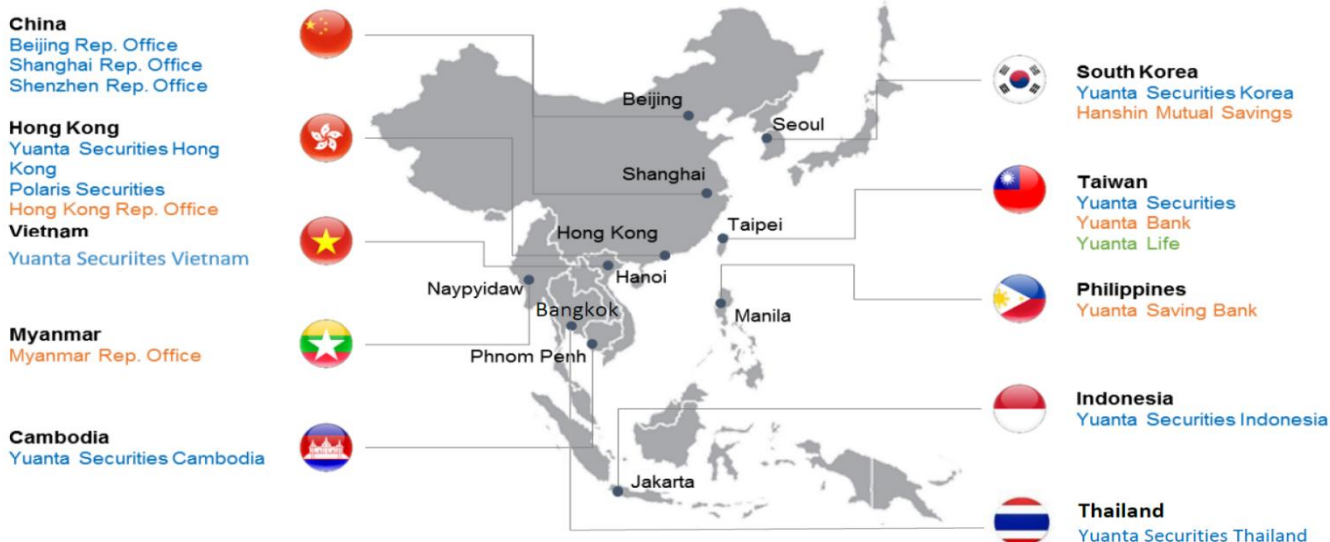 China
Beijing Rep. Office
Shanghai Rep. Office
Shenzhen Rep. Office
Hong Kong
Yuanta Securities Hong
Kong
Polaris Securities
Hong Kong Rep. Office
Vietnam
Yuanta Securiites Vietnam
Myanmar
Myanmar Rep. Office
Cambodia
Yuanta Securities Cambodia
Beijing
Seoul
Shanghai
Taipei
Hong Kong
Hanoi
Naypyidaw
Bangkok
Manila
Phnom Penh
Jakarta
South Korea
Yuanta Securities Korea
Hanshin Mutual Savings
Taiwan
Yuanta Securities
Yuanta Bank
Yuanta Life
Philippines
Yuanta Saving Bank
Indonesia
Yuanta Securities Indonesia
Thailand
Yuanta Securities Thailand